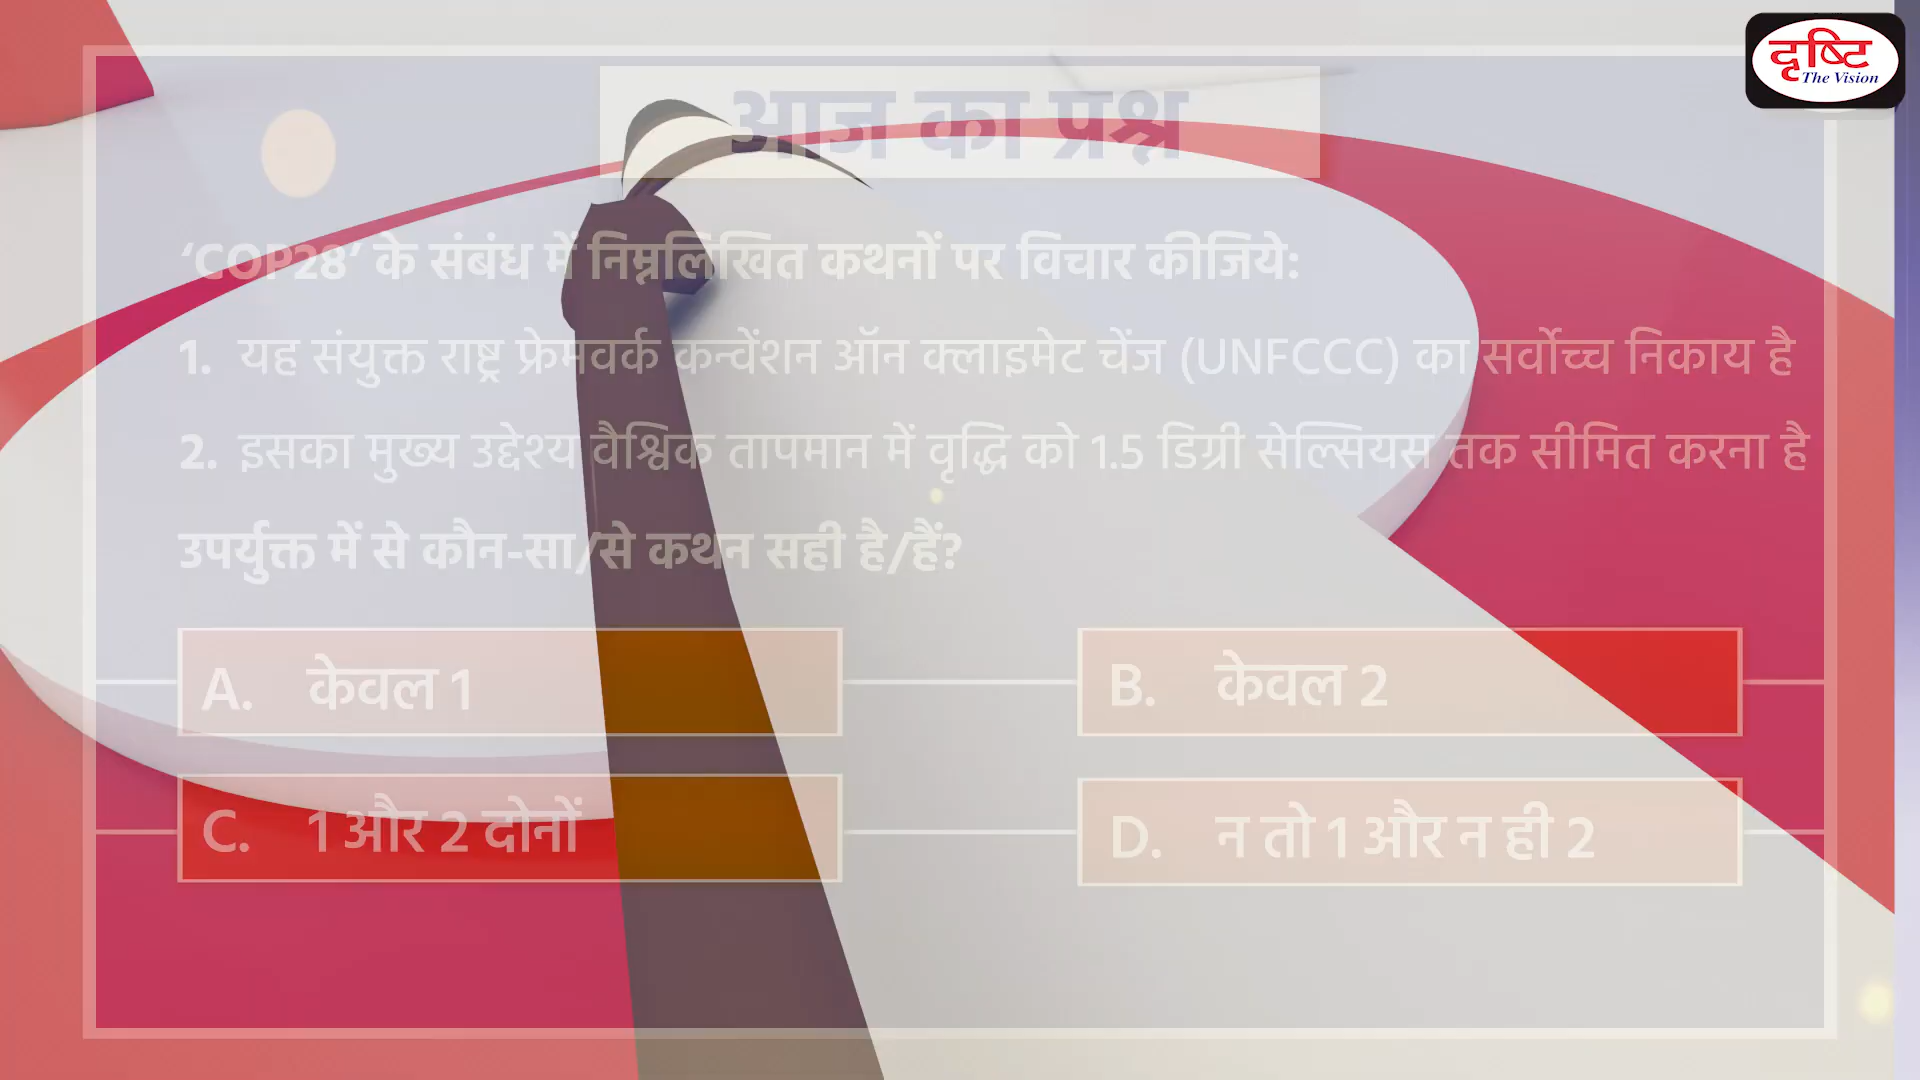 दृष्टि
The Vision
आज का प्रश्न
‘COP28’ के संबंध में निम्नलिखित कथनों पर विचार कीजिये:
1. यह संयुक्त राष्ट्र फ्रेमवर्क कन्वेंशन ऑन क्लाइमेट चेंज (UNFCCC) का सर्वोच्च निकाय है
2. इसका मुख्य उद्देश्य वैश्विक तापमान में वृद्धि को 1.5 डिग्री सेल्सियस तक सीमित करना है
उपर्युक्त में से कौन-सा/से कथन सही है/हैं?
A. केवल 1
B. केवल 2
C. 1 और 2 दोनों
D. न तो 1 और न ही 2